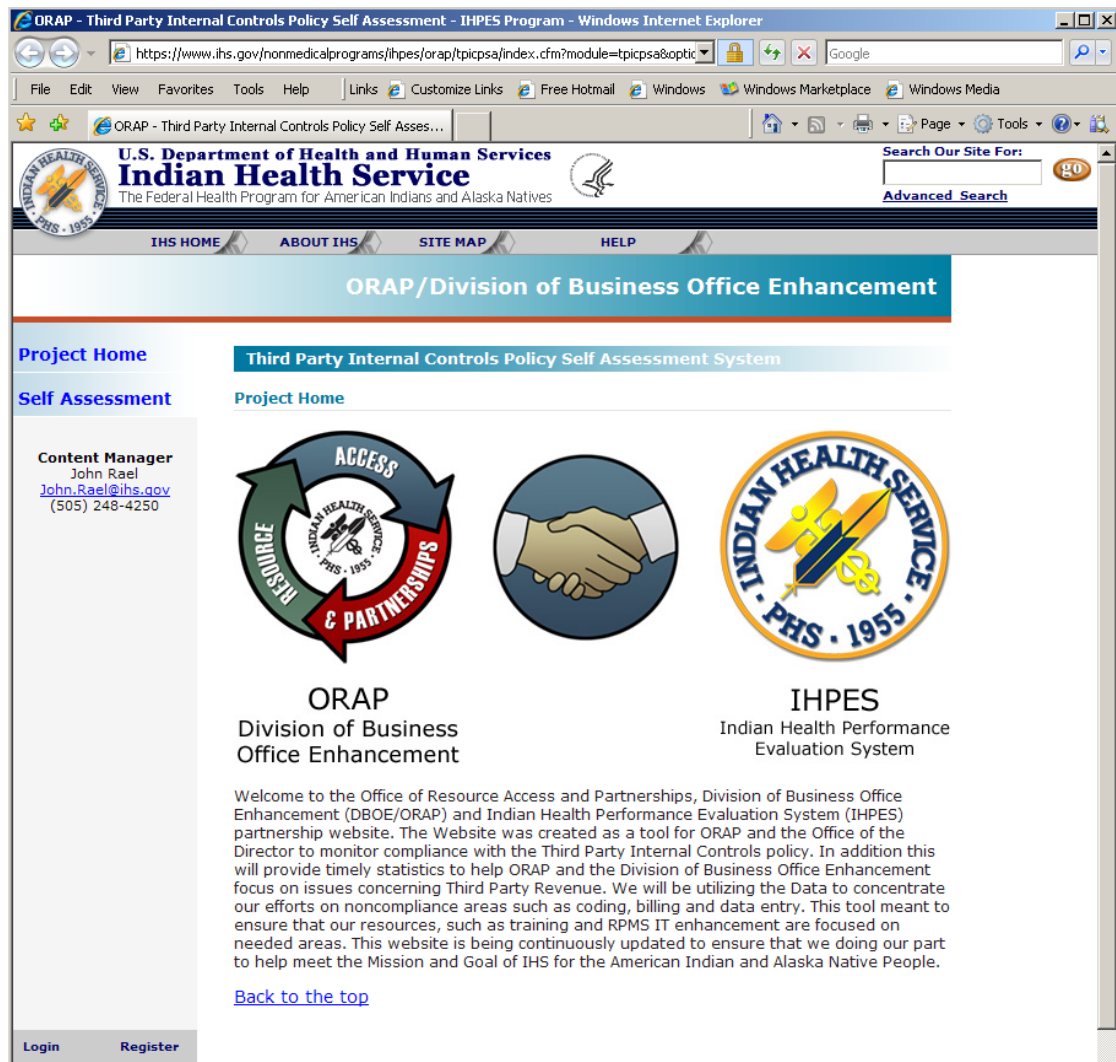 ORAP - Third Party Internal Controls Policy Self Assessment - IHPES Program - Windows Internet Explorer
https://www.ihs.gov/nonmedicalprograms/ihpes/orap/tpicpsa/index.cfm?module=tpicpsa&optic
Google
File Edit View Favorites Tools Help Links Customize Links Free Hotmail Windows Windows Marketplace Windows Media
ORAP - Third Party Internal Controls Policy Self Asses... Page Tools
INDIAN HEALTH SERVICE
PHS · 1955
U.S. Department of Health and Human Services
Indian Health Service
The Federal Health Program for American Indians and Alaska Natives
Search Our Site For:
go
Advanced Search
IHS HOME ABOUT IHS SITE MAP HELP
ORAP/Division of Business Office Enhancement
Project Home
Self Assessment
Content Manager
John Rael
John.Rael@ihs.gov
(505) 248-4250
Third Party Internal Controls Policy Self Assessment System
Project Home
ACCESS
RESOURCE
& PARTNERSHIPS
INDIAN HEALTH SERVICE
PHS · 1955
INDIAN HEALTH SERVICE
PHS · 1955
ORAP
Division of Business
Office Enhancement
IHPES
Indian Health Performance
Evaluation System
Welcome to the Office of Resource Access and Partnerships, Division of Business Office
Enhancement (DBOE/ORAP) and Indian Health Performance Evaluation System (IHPES)
partnership website. The Website was created as a tool for ORAP and the Office of the
Director to monitor compliance with the Third Party Internal Controls policy. In addition this
will provide timely statistics to help ORAP and the Division of Business Office Enhancement
focus on issues concerning Third Party Revenue. We will be utilizing the Data to concentrate
our efforts on noncompliance areas such as coding, billing and data entry. This tool meant to
ensure that our resources, such as training and RPMS IT enhancement are focused on
needed areas. This website is being continuously updated to ensure that we doing our part
to help meet the Mission and Goal of IHS for the American Indian and Alaska Native People.
Back to the top
Login Register